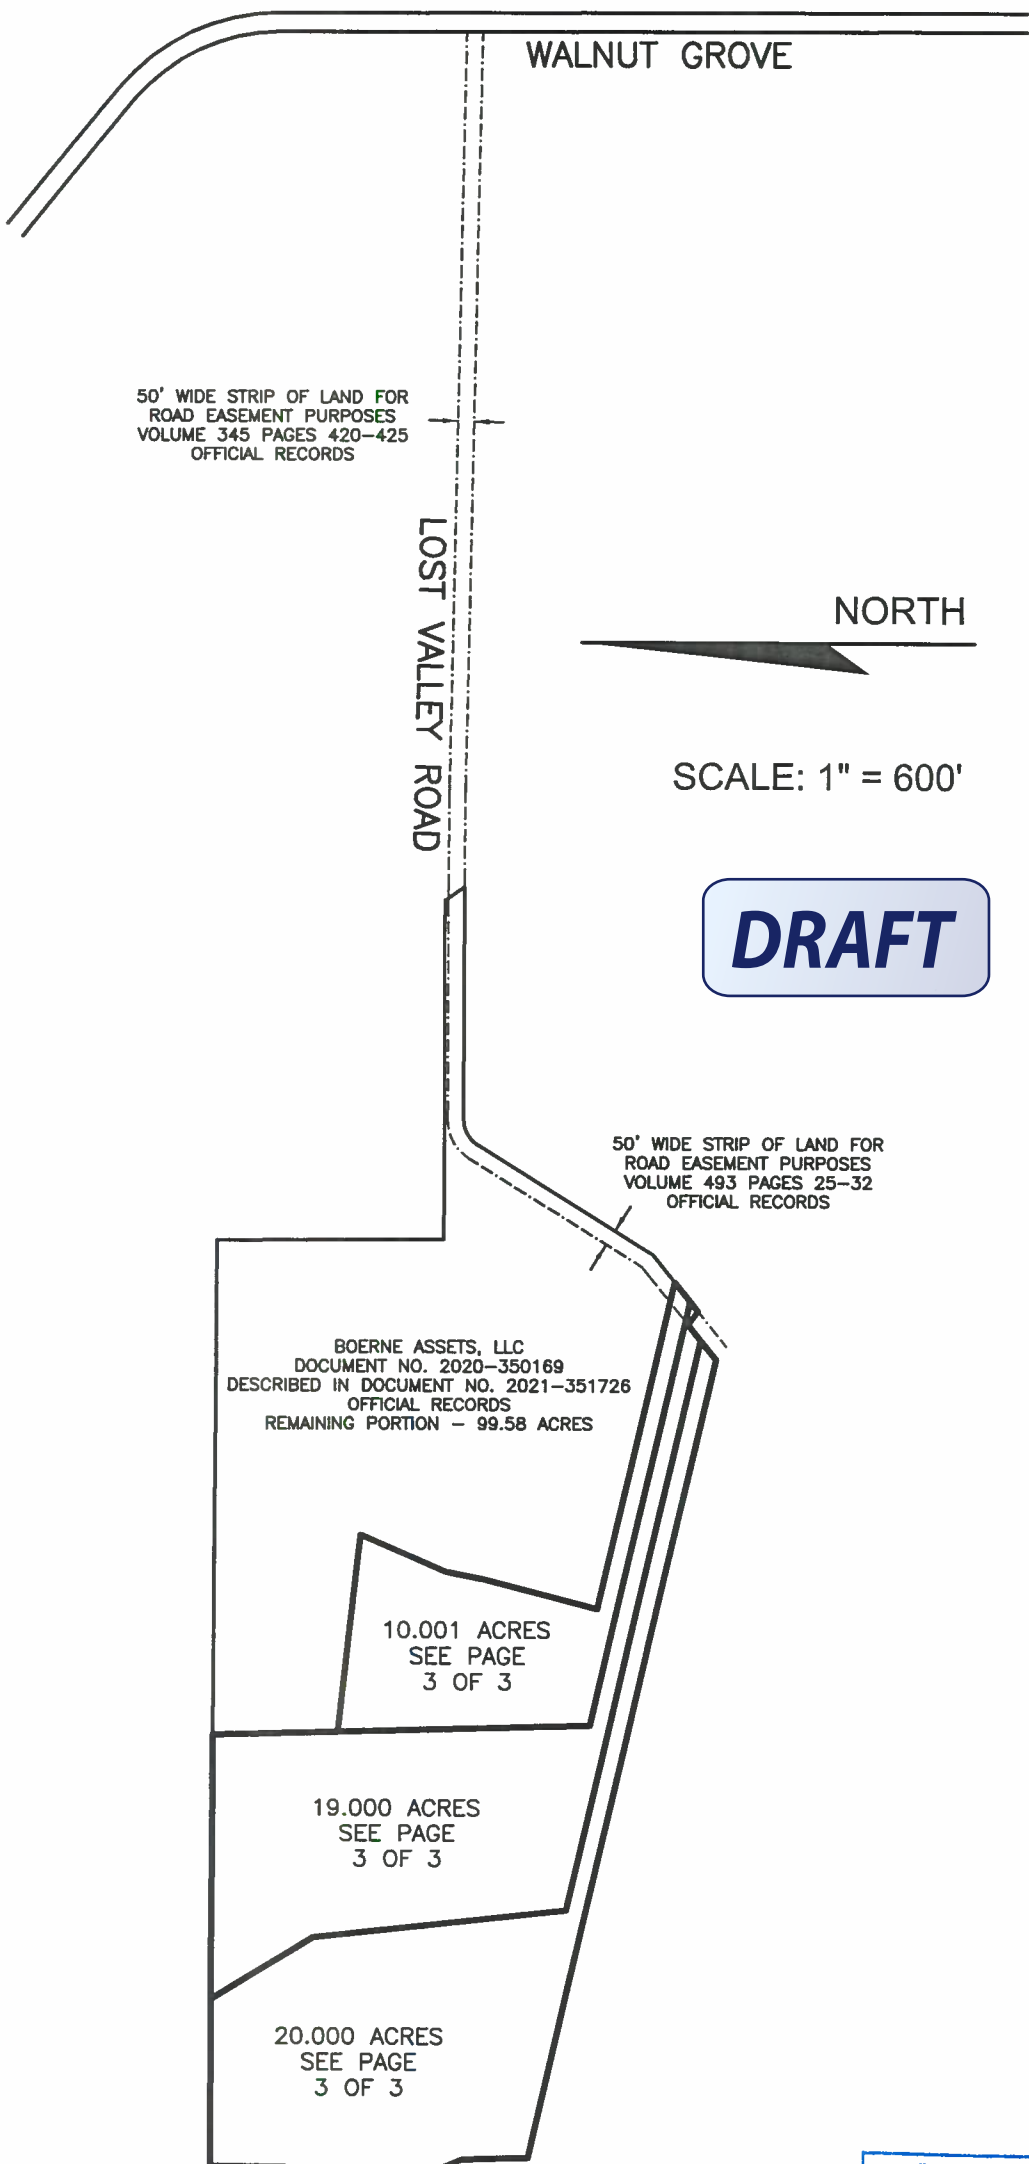 WALNUT GROVE
50' WIDE STRIP OF LAND FOR
ROAD EASEMENT PURPOSES
VOLUME 345 PAGES 420-425
OFFICIAL RECORDS
LOST VALLEY ROAD
NORTH
SCALE: 1" = 600'
DRAFT
50' WIDE STRIP OF LAND FOR
ROAD EASEMENT PURPOSES
VOLUME 493 PAGES 25-32
OFFICIAL RECORDS
BOERNE ASSETS, LLC
DOCUMENT NO. 2020-350169
DESCRIBED IN DOCUMENT NO. 2021-351726
OFFICIAL RECORDS
REMAINING PORTION - 99.58 ACRES
10.001 ACRES
SEE PAGE
3 OF 3
19.000 ACRES
SEE PAGE
3 OF 3
20.000 ACRES
SEE PAGE
3 OF 3